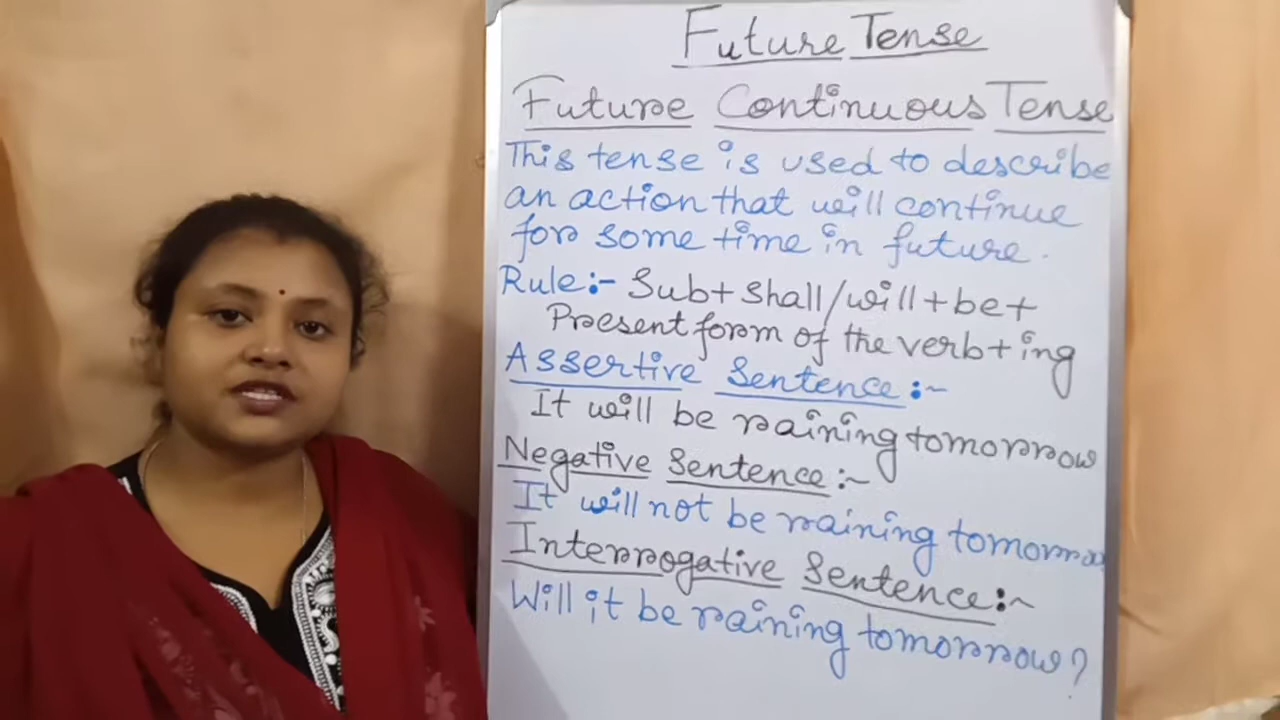 Future Tense
Future Continuous Tense
This tense is used to describe
an action that will continue
for some time in future.
Rule:- Sub+Shall/will+be+
Present form of the verb+ing
Assertive Sentence:-
It will be raining tomorrow
Negative Sentence:-
It will not be raining tomorrow
Interrogative Sentence:-
Will it be raining tomorrow?